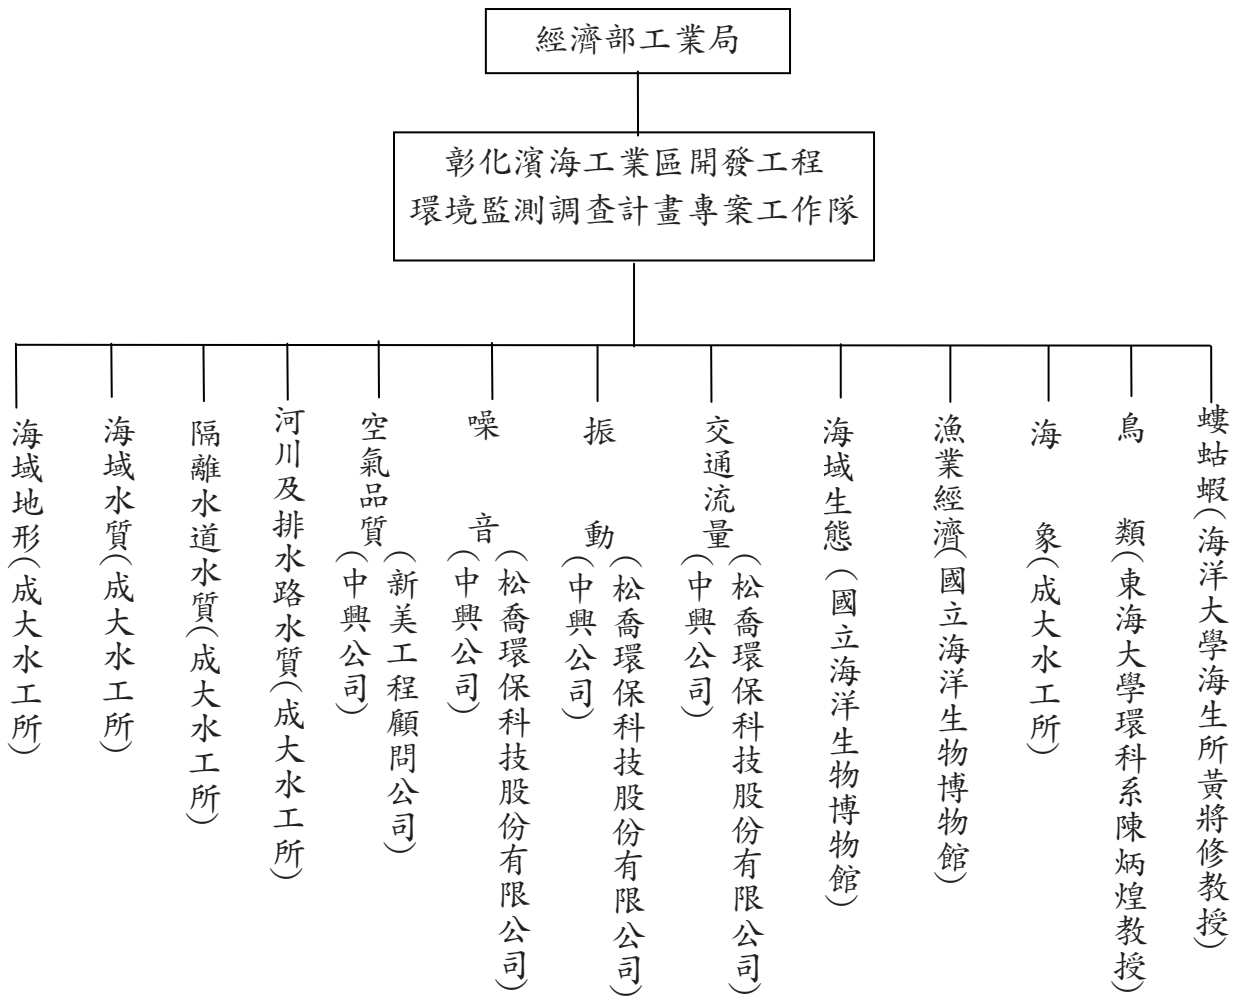 經濟部工業局
彰化濱海工業區開發工程
環境監測調查計畫專案工作隊
海域地形(成大水工所)
海域水質(成大水工所)
隔離水道水質(成大水工所)
河川及排水路水質(成大水工所)
空氣品質
(中興公司)
(新美工程顧問公司)
噪音
(中興公司)
(松喬環保科技股份有限公司)
振動
(中興公司)
(松喬環保科技股份有限公司)
交通流量
(中興公司)
(松喬環保科技股份有限公司)
海域生態(國立海洋生物博物館)
漁業經濟(國立海洋生物博物館)
海象(成大水工所)
鳥類(東海大學環科系陳炳煌教授)
螻蛄蝦(海洋大學海生所黃將修教授)